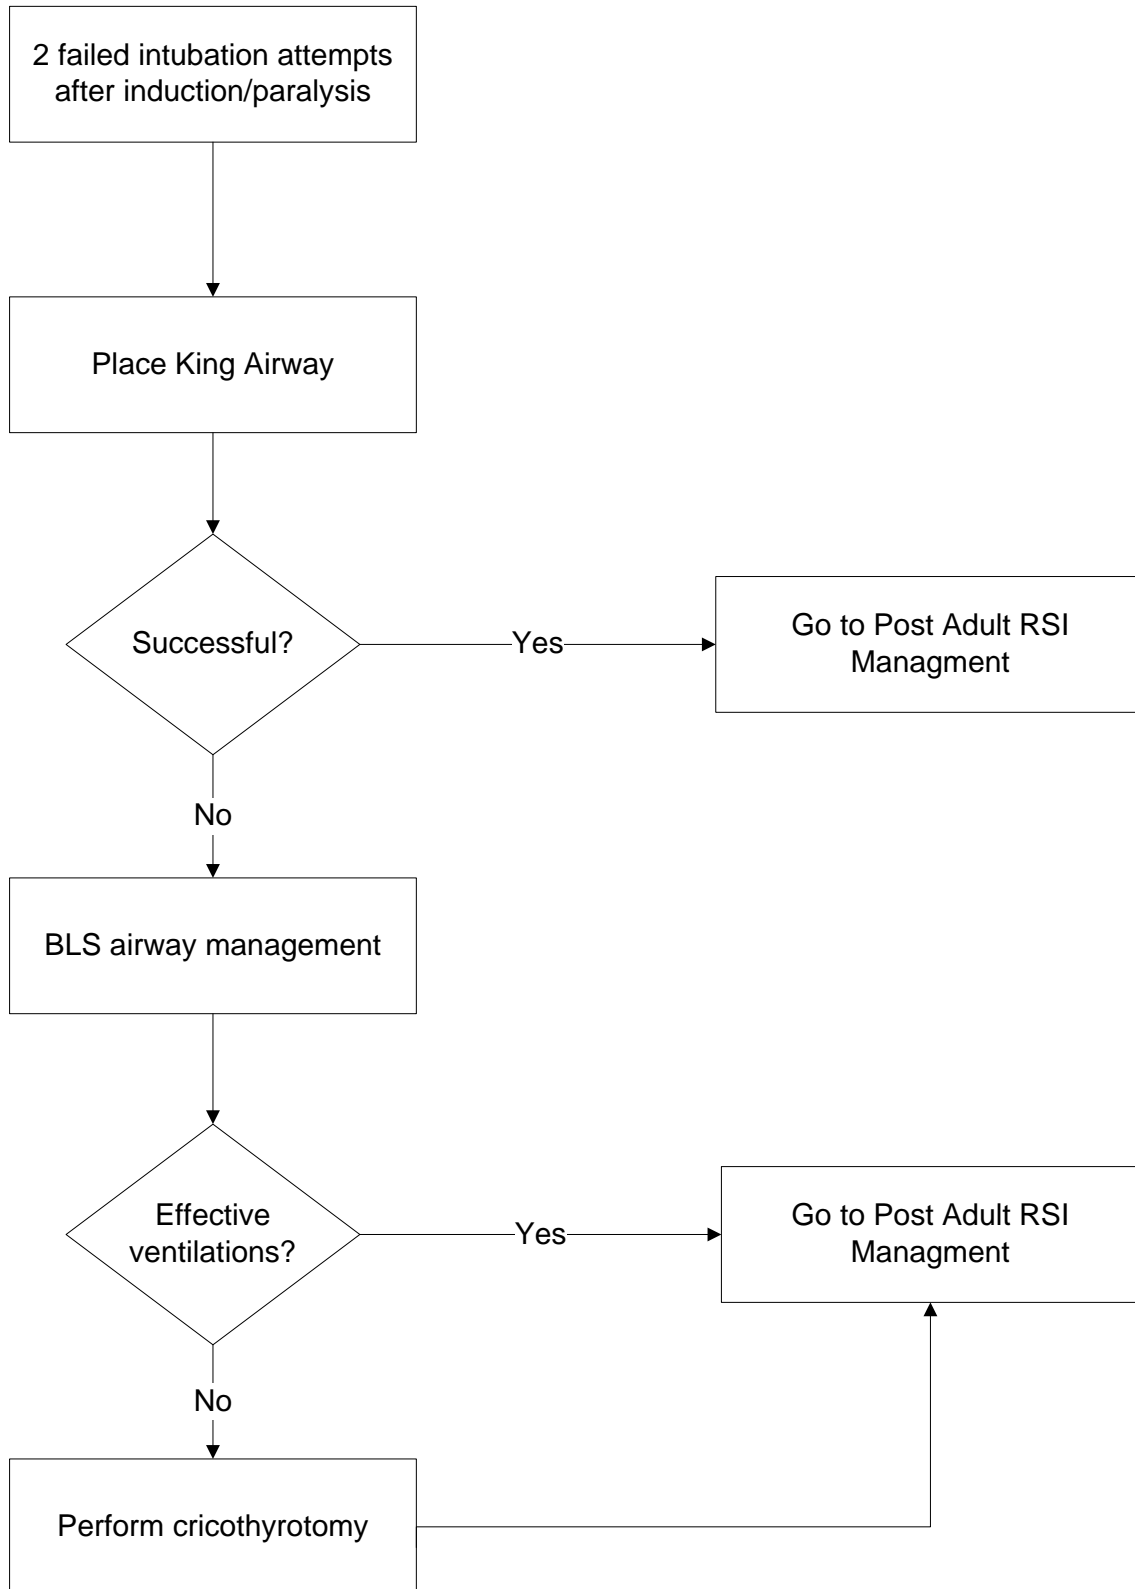 2 failed intubation attempts
after induction/paralysis
Place King Airway
Successful?
Yes
Go to Post Adult RSI
Managment
No
BLS airway management
Effective
ventilations?
Yes
Go to Post Adult RSI
Managment
No
Perform cricothyrotomy